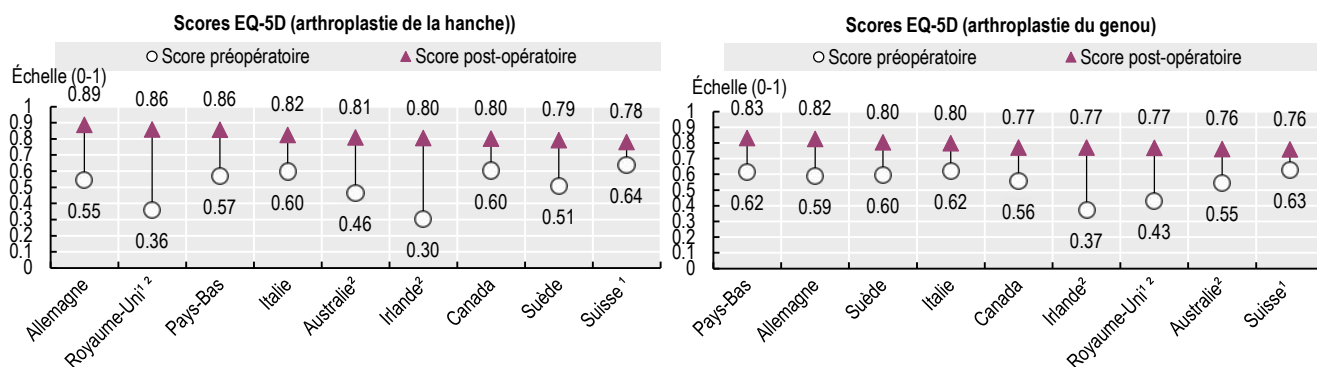 Scores EQ-5D (arthroplastie de la hanche))
Score préopératoire
Score post-opératoire
Échelle (0-1)
0.89 0.86 0.86 0.82 0.81 0.80 0.80 0.79 0.78
1
0.9
0.8
0.7
0.6
0.5
0.4
0.3
0.2
0.1
0
0.55 0.36 0.57 0.60 0.46 0.30 0.60 0.51 0.64
Allemagne
Royaume-Uni¹ ²
Pays-Bas
Italie
Australie²
Irlande²
Canada
Suède
Suisse ¹
Scores EQ-5D (arthroplastie du genou)
Score préopératoire
Score post-opératoire
Échelle (0-1)
0.83 0.82 0.80 0.80 0.77 0.77 0.77 0.76 0.76
1
0.9
0.8
0.7
0.6
0.5
0.4
0.3
0.2
0.1
0
0.62 0.59 0.60 0.62 0.56 0.37 0.43 0.55 0.63
Pays-Bas
Allemagne
Suède
Italie
Canada
Irlande²
Royaume-Uni¹ ²
Australie²
Suisse¹